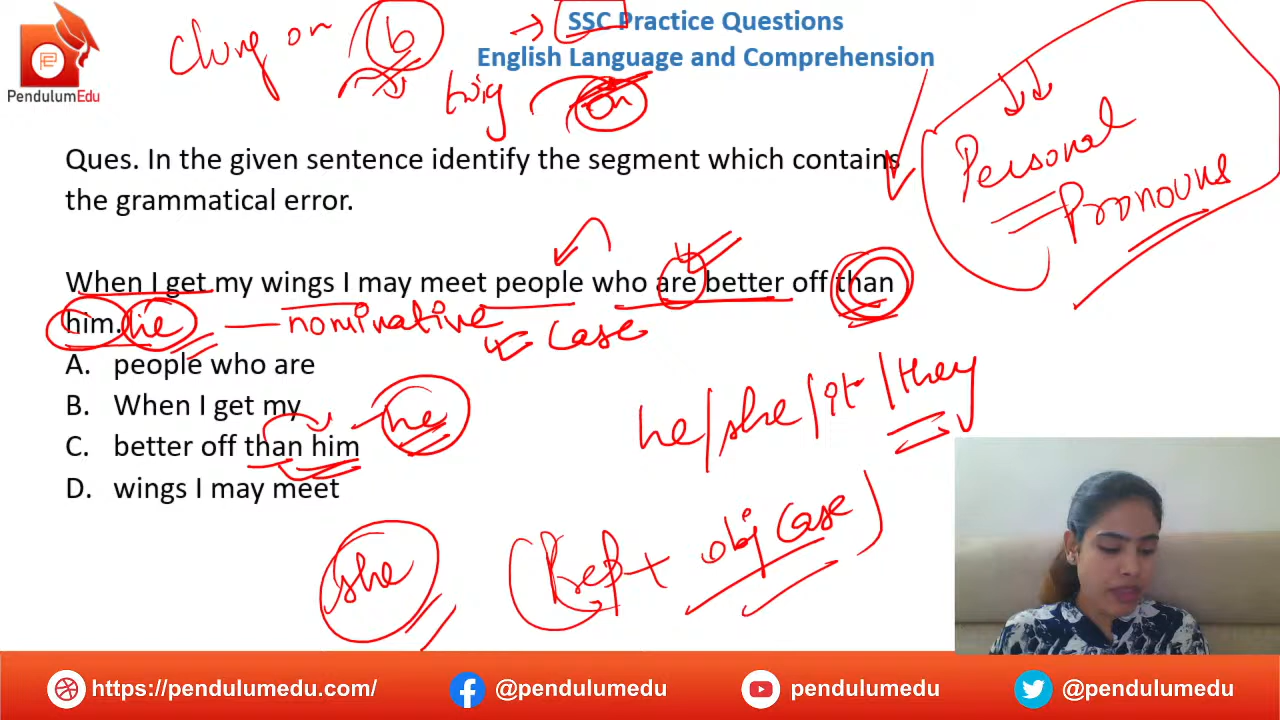 SSC Practice Questions
English Language and Comprehension
PendulumEdu
clung on b
twig on
Personal
Pronouns
Ques. In the given sentence identify the segment which contains
the grammatical error.
When I get my wings I may meet people who are better off than
him. he nominative
case
A. people who are
B. When I get my
C. better off than him he
D. wings I may meet
he/she/it/they
she (Prep + obj case)
https://pendulumedu.com/ @pendulumedu pendulumedu @pendulumedu